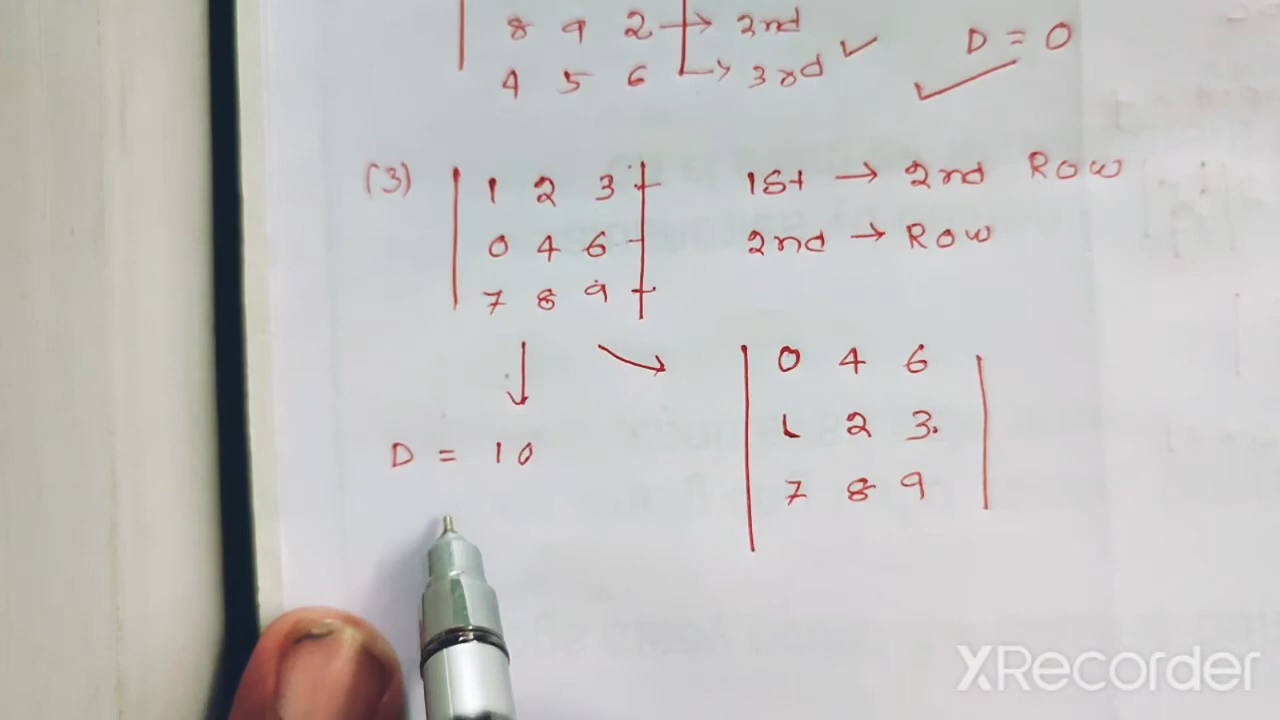 8 9 2 → 2nd
D = 0
4 5 6 → 3rd ✓
(3) 1 2 3 1st → 2nd Row
0 4 6 2nd → Row
7 8 9
0 4 6
1 2 3.
D = 10
7 8 9
XRecorder